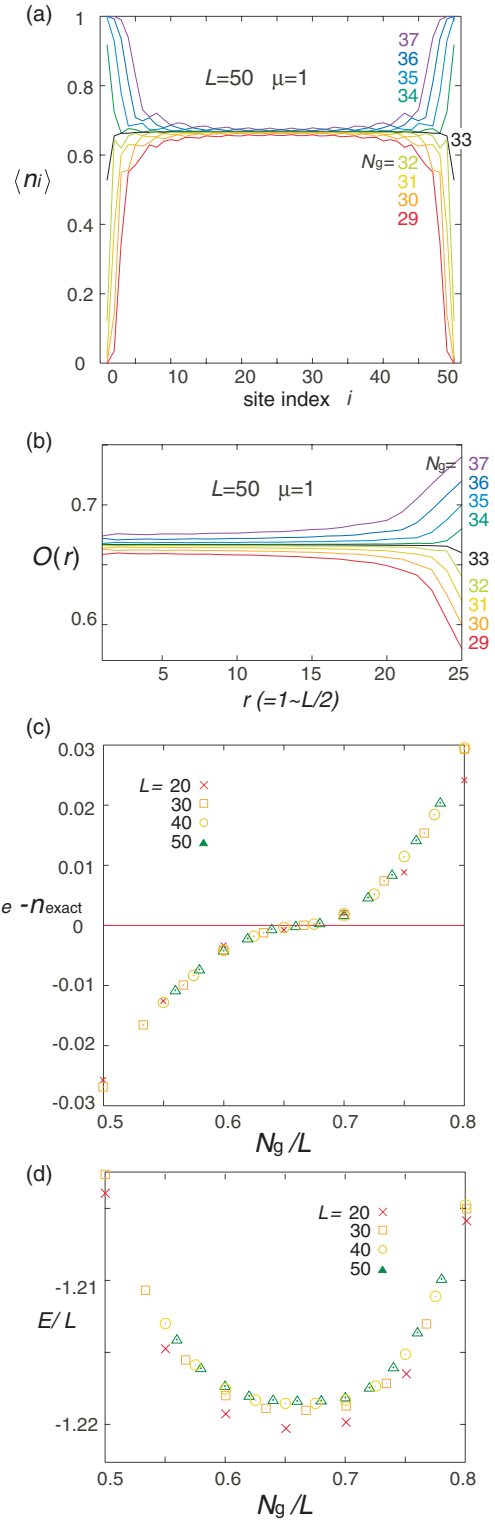 (a)
1
0.8
0.6
0.4
0.2
0
⟨ni⟩
L=50 μ=1
37
36
35
34
33
Ng=
32
31
30
29
0 10 20 30 40 50
site index i
(b)
0.7
0.6
O(r)
L=50 μ=1
Ng=
37
36
35
34
33
32
31
30
29
5 10 15 20 25
r (=1~L/2)
(c)
0.03
0.02
0.01
0
-0.01
-0.02
-0.03
e -nexact
L= 20
30
40
50
0.5 0.6 0.7 0.8
Ng/L
(d)
-1.21
-1.22
E/L
L= 20
30
40
50
0.5 0.6 0.7 0.8
Ng/L